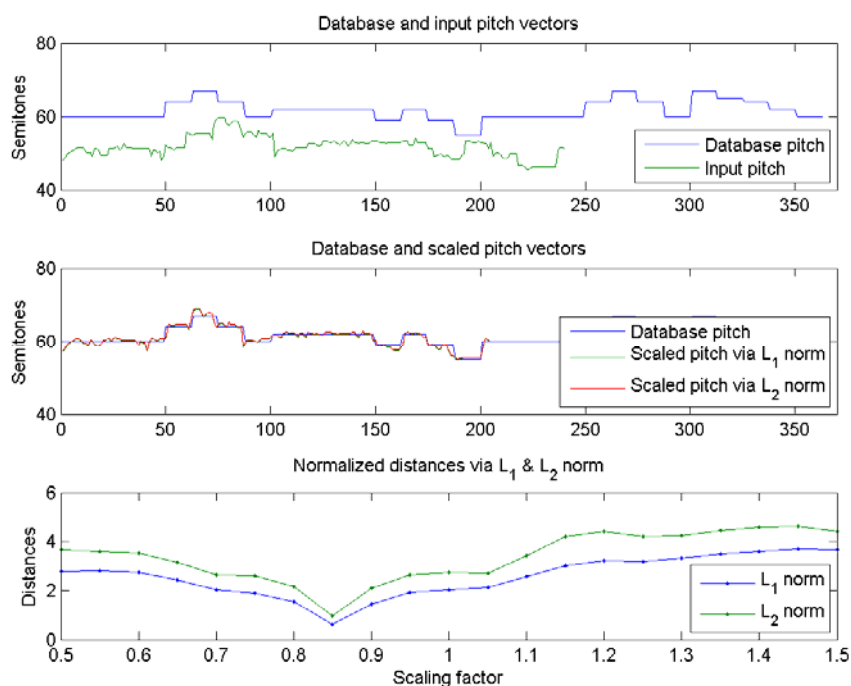 Database and input pitch vectors
80
60
40
Semitones
Database pitch
Input pitch
0 50 100 150 200 250 300 350
Database and scaled pitch vectors
80
60
40
Semitones
Database pitch
Scaled pitch via L1 norm
Scaled pitch via L2 norm
0 50 100 150 200 250 300 350
Normalized distances via L1 & L2 norm
6
4
2
0
Distances
L1 norm
L2 norm
0.5 0.6 0.7 0.8 0.9 1 1.1 1.2 1.3 1.4 1.5
Scaling factor